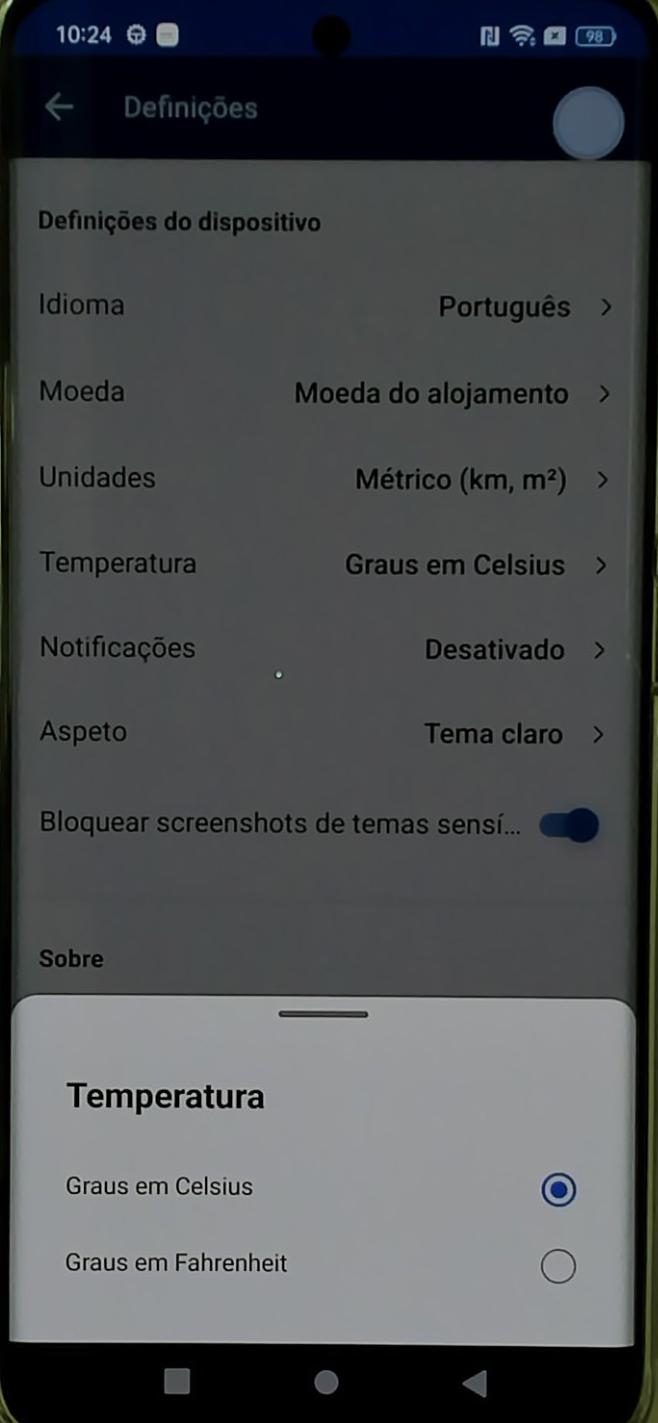 10:24
98
Definições
Definições do dispositivo
Idioma Português
Moeda Moeda do alojamento
Unidades Métrico (km, m²)
Temperatura Graus em Celsius
Notificações Desativado
Aspeto Tema claro
Bloquear screenshots de temas sensí...
Sobre
Temperatura
Graus em Celsius
Graus em Fahrenheit